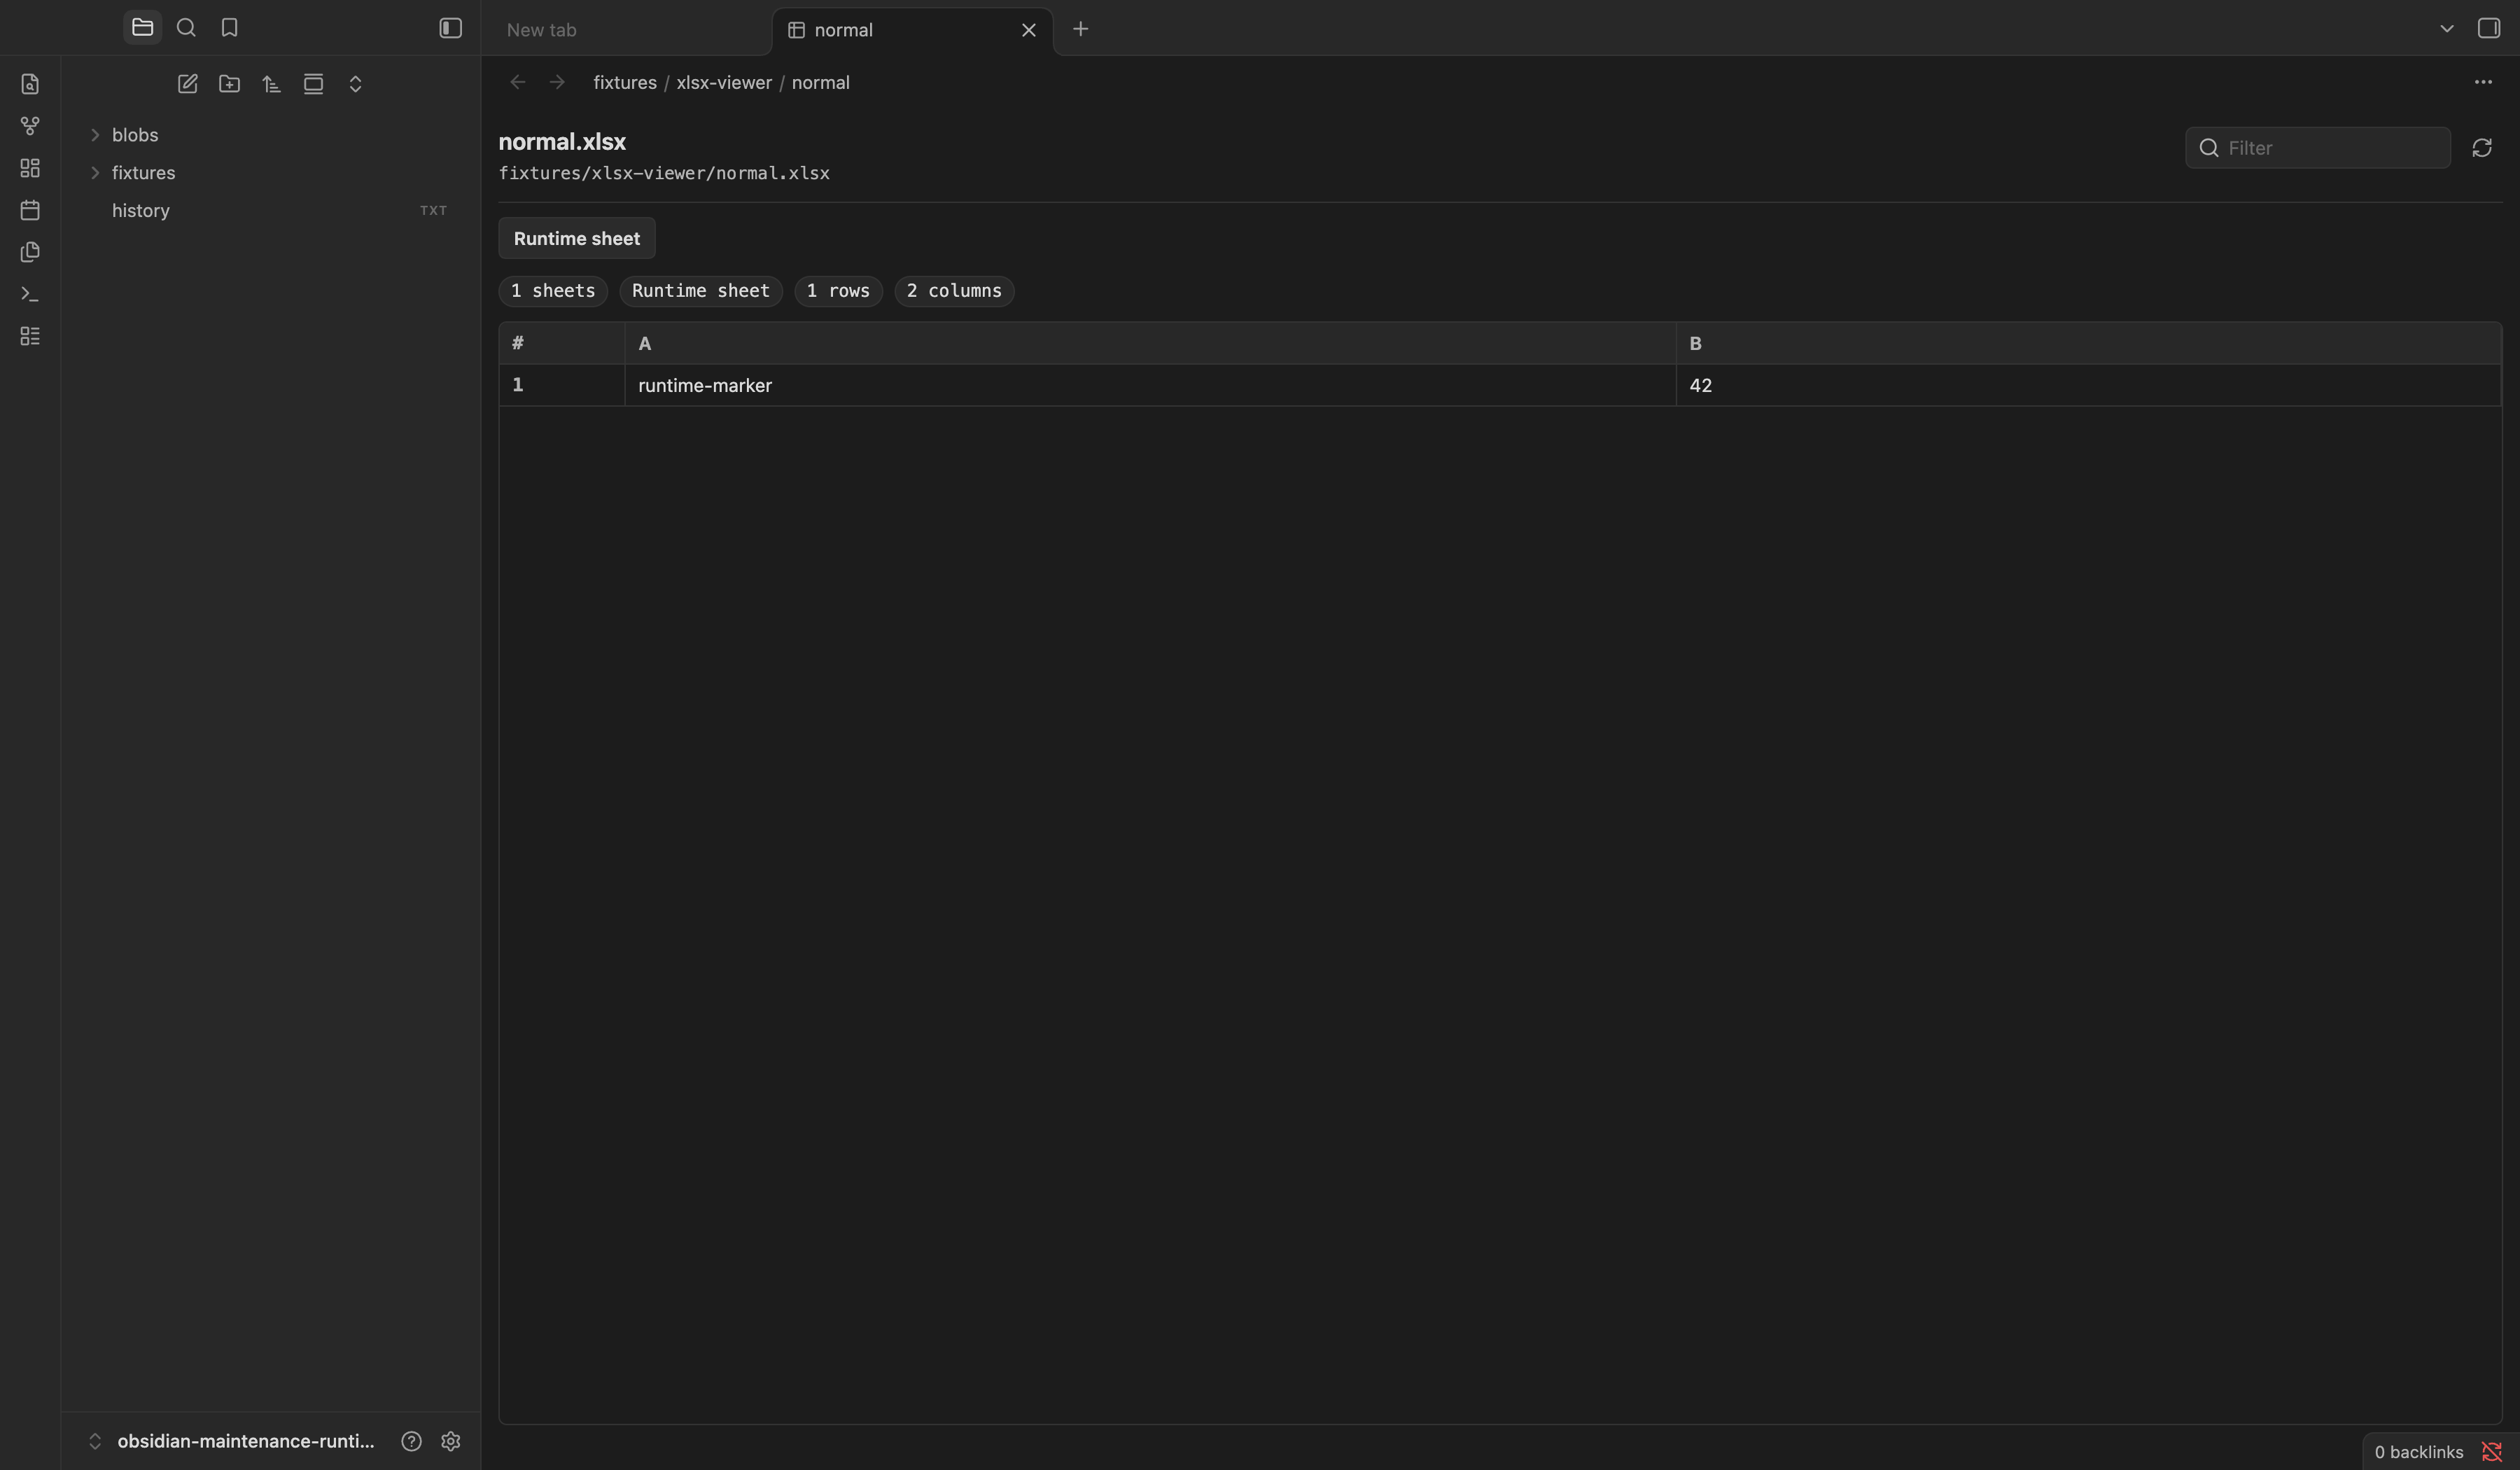 New tab
normal
fixtures / xlsx-viewer / normal
blobs
fixtures
history TXT
normal.xlsx
fixtures/xlsx-viewer/normal.xlsx
Filter
Runtime sheet
1 sheets Runtime sheet 1 rows 2 columns
# A B
1 runtime-marker 42
obsidian-maintenance-runti...
0 backlinks